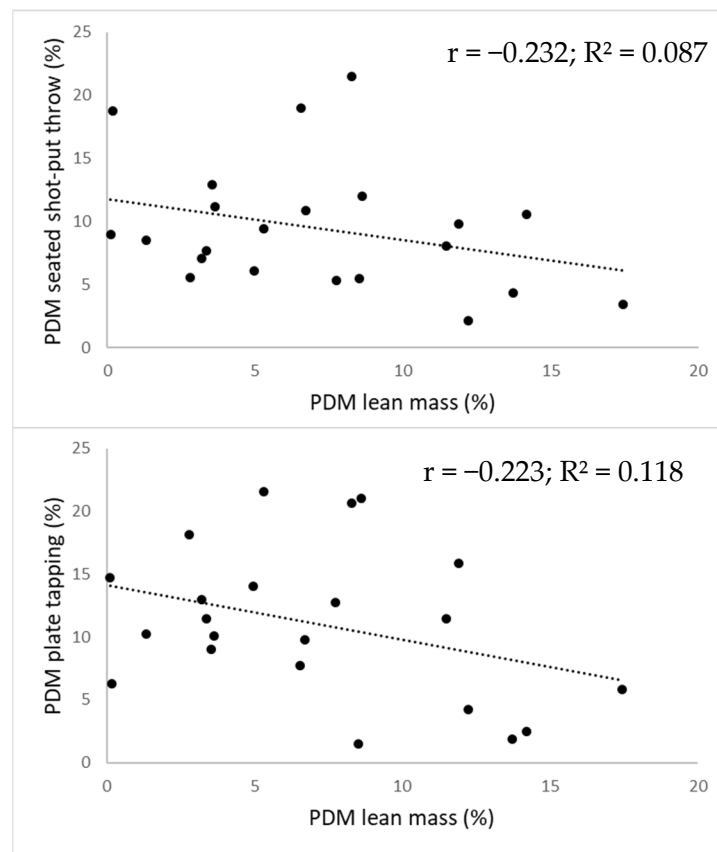 r = −0.232; R² = 0.087
PDM seated shot-put throw (%)
25
20
15
10
5
0
0 5 10 15 20
PDM lean mass (%)
r = −0.223; R² = 0.118
PDM plate tapping (%)
25
20
15
10
5
0
0 5 10 15 20
PDM lean mass (%)